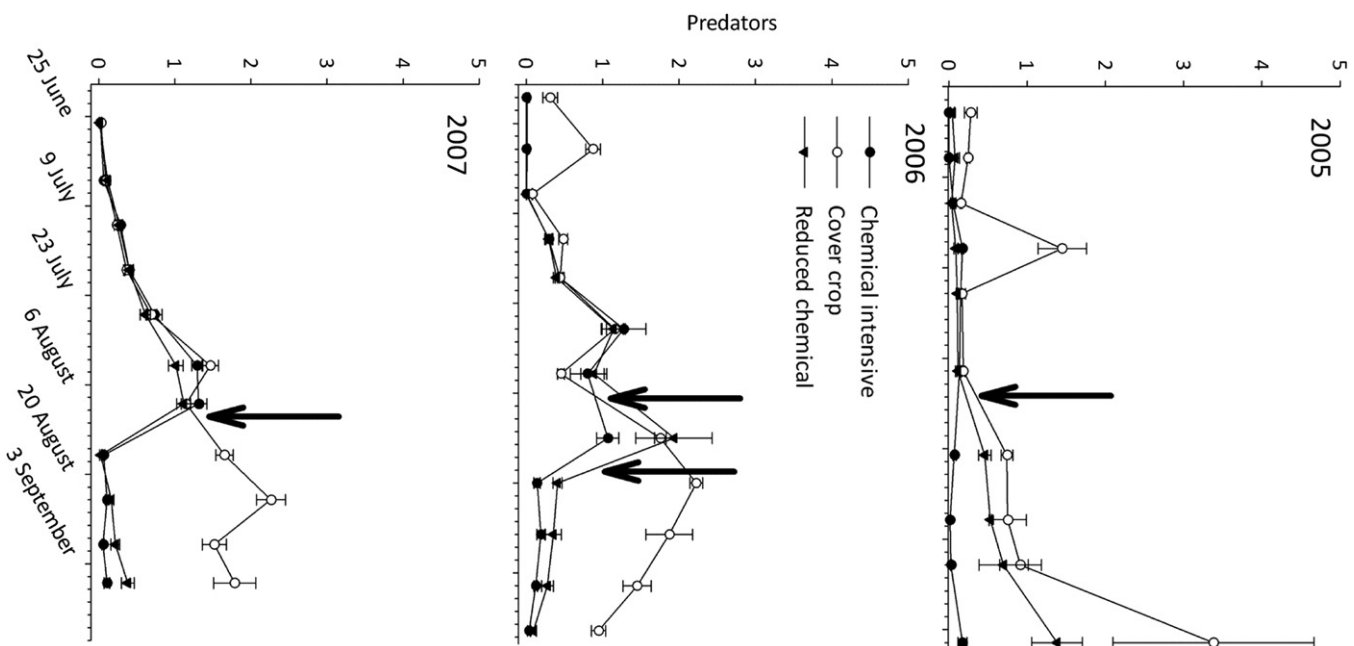 Predators
5
4
3
2
1
0
2005
5
4
3
2
1
0
2006
Chemical intensive
Cover crop
Reduced chemical
5
4
3
2
1
0
2007
25 June
9 July
23 July
6 August
20 August
3 September